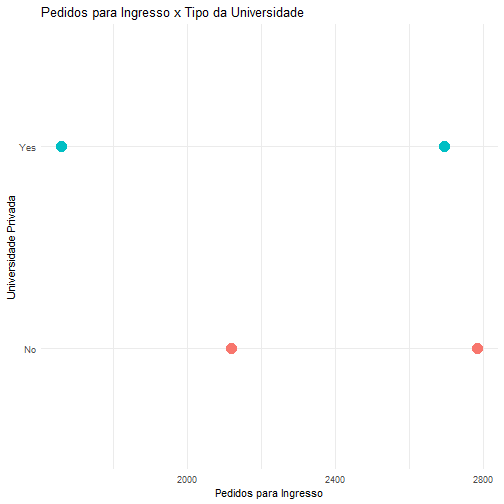 Pedidos para Ingresso x Tipo da Universidade
Universidade Privada
Yes
No
2000
2400
2800
Pedidos para Ingresso